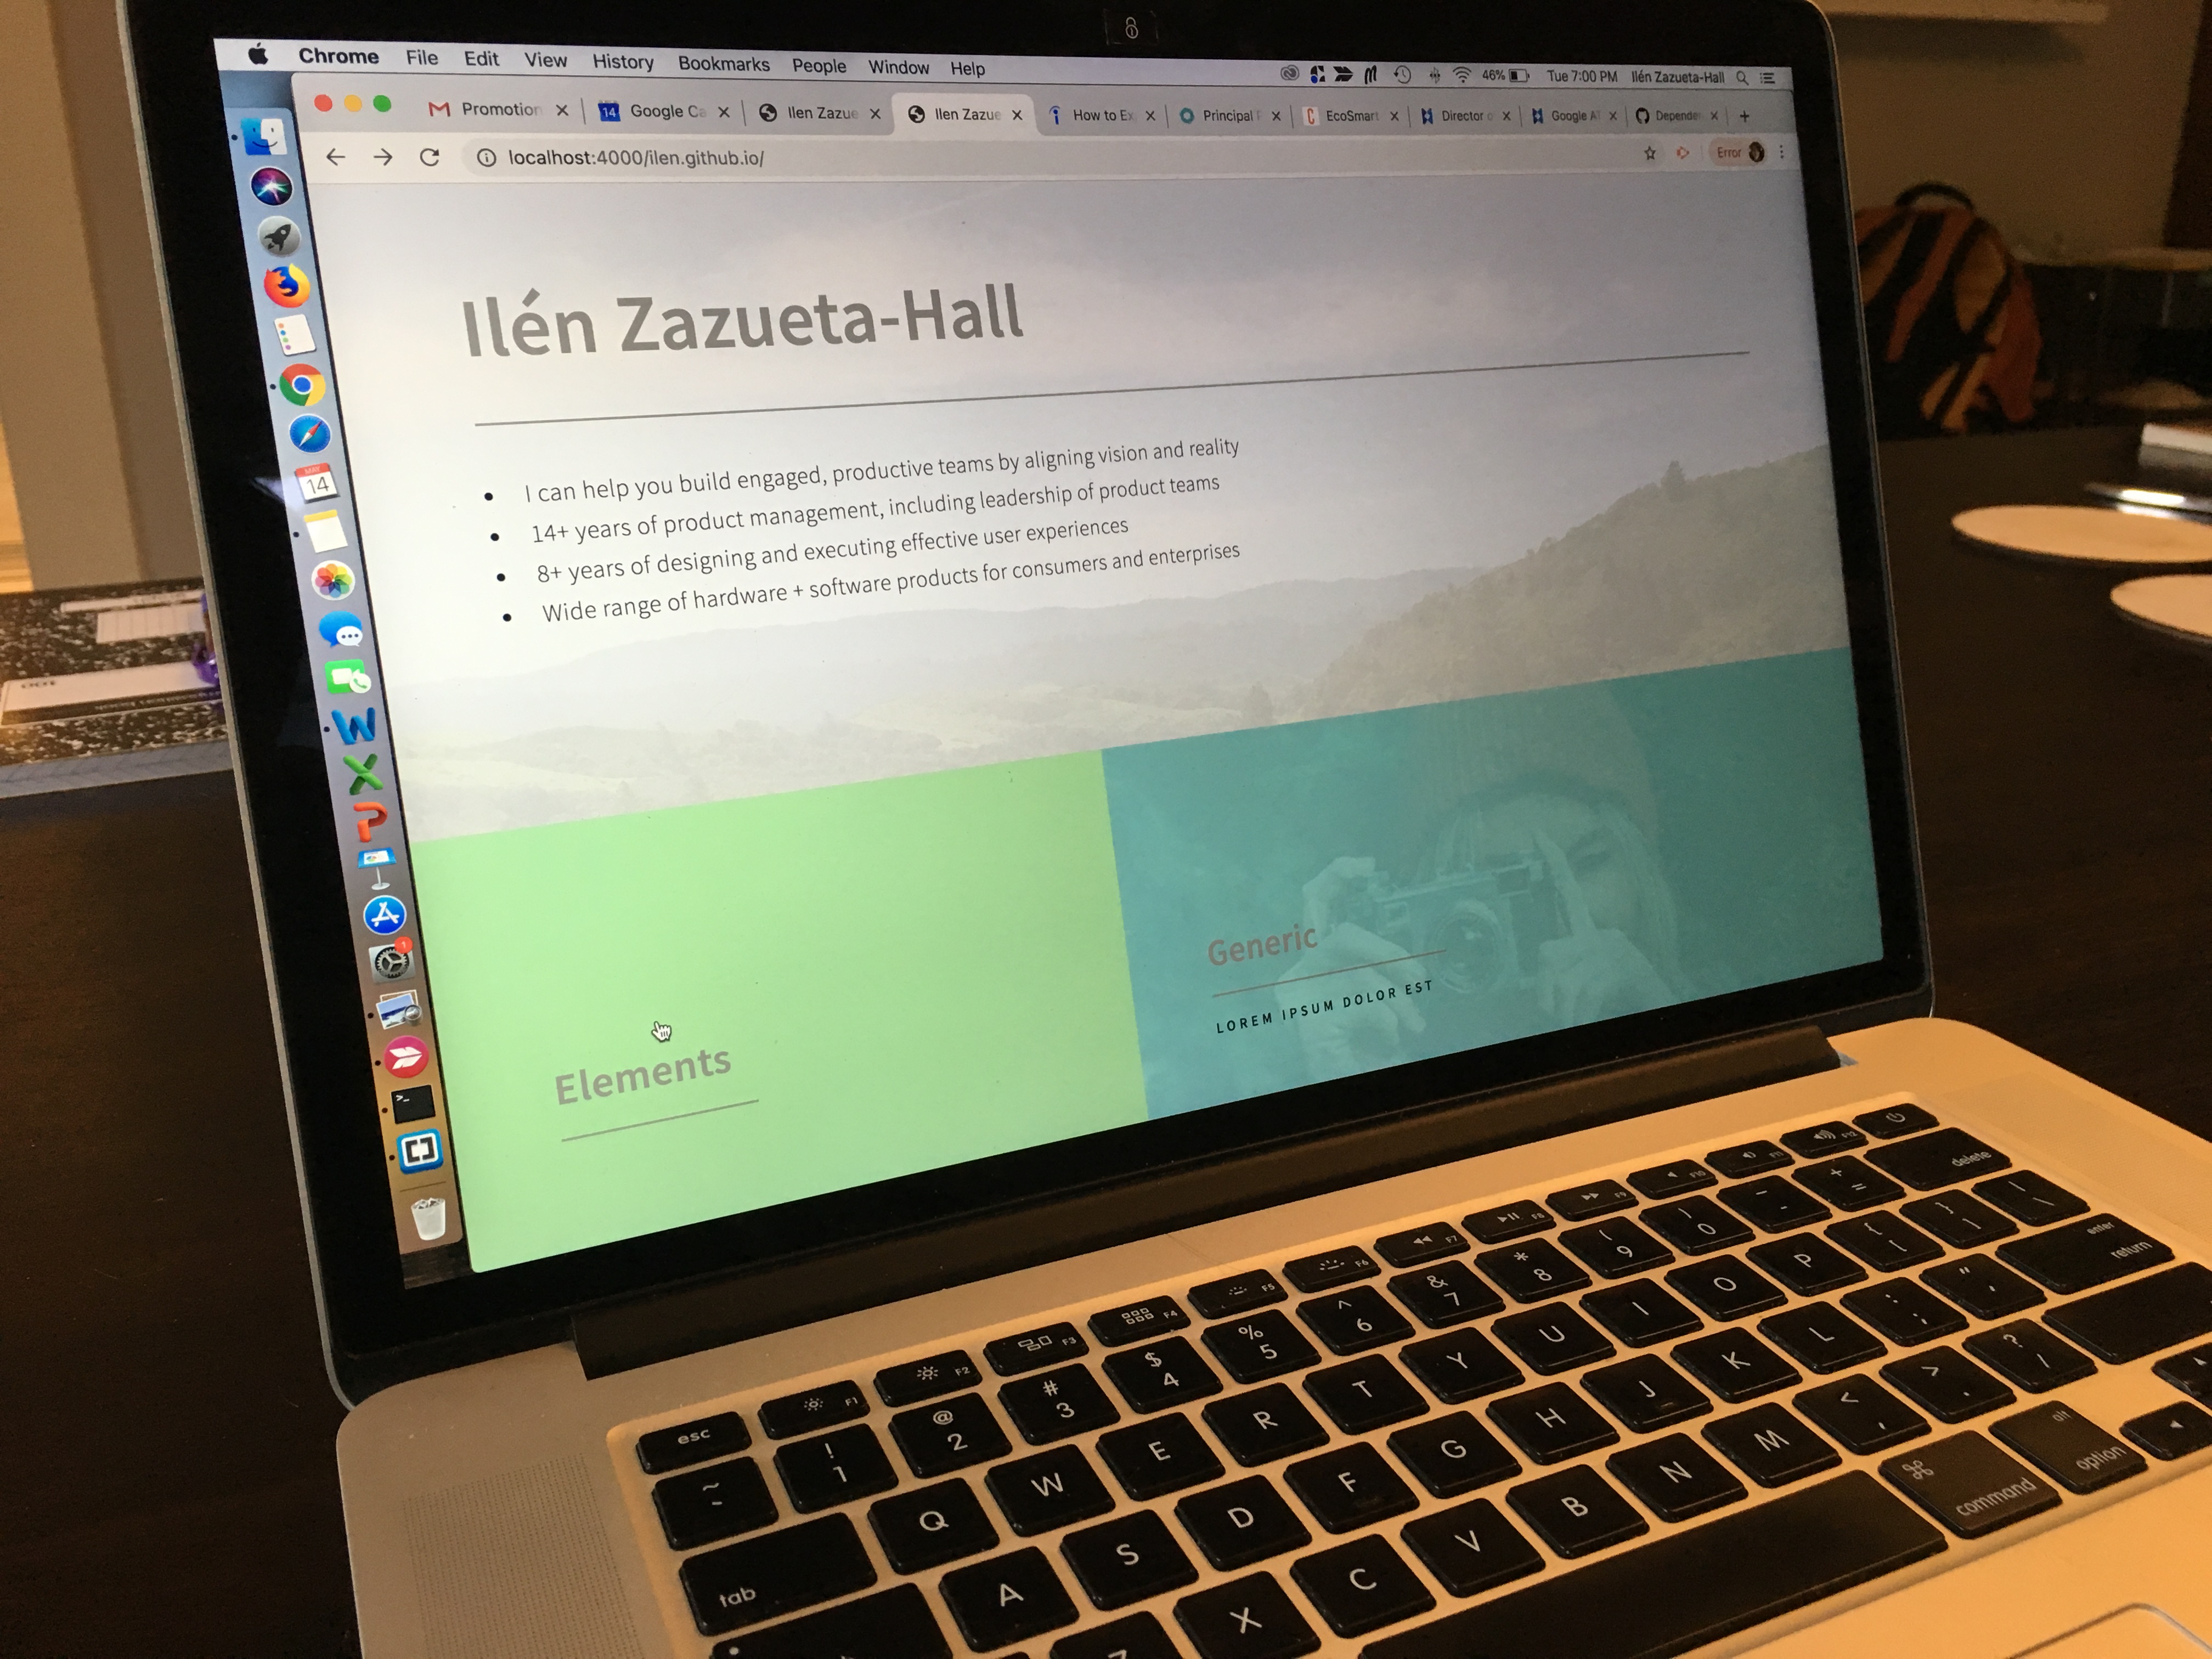 Chrome File Edit View History Bookmarks People Window Help 46% Tue 7:00 PM Ilén Zazueta-Hall
Promotion 14 Google Ca Ilen Zazue Ilen Zazue How to Ex Principal EcoSmart Director Google Depende
localhost:4000/ilen.github.io/ Error
Ilén Zazueta-Hall
• I can help you build engaged, productive teams by aligning vision and reality
• 14+ years of product management, including leadership of product teams
• 8+ years of designing and executing effective user experiences
• Wide range of hardware + software products for consumers and enterprises
MAY
14
Generic
LOREM IPSUM DOLOR EST
Elements
esc F1 F2 F3 F4 F5 F6 F7 F8 F9 F10 F11 F12
~ ! 1 @ 2 # 3 $ 4 % 5 ^ 6 & 7 * 8 ( 9 ) 0 - + = delete
tab Q W E R T Y U I O P { [ } ] | \
A S D F G H J K L : ; " ' enter return
Z X C V B N M < , > . ? /
command alt option